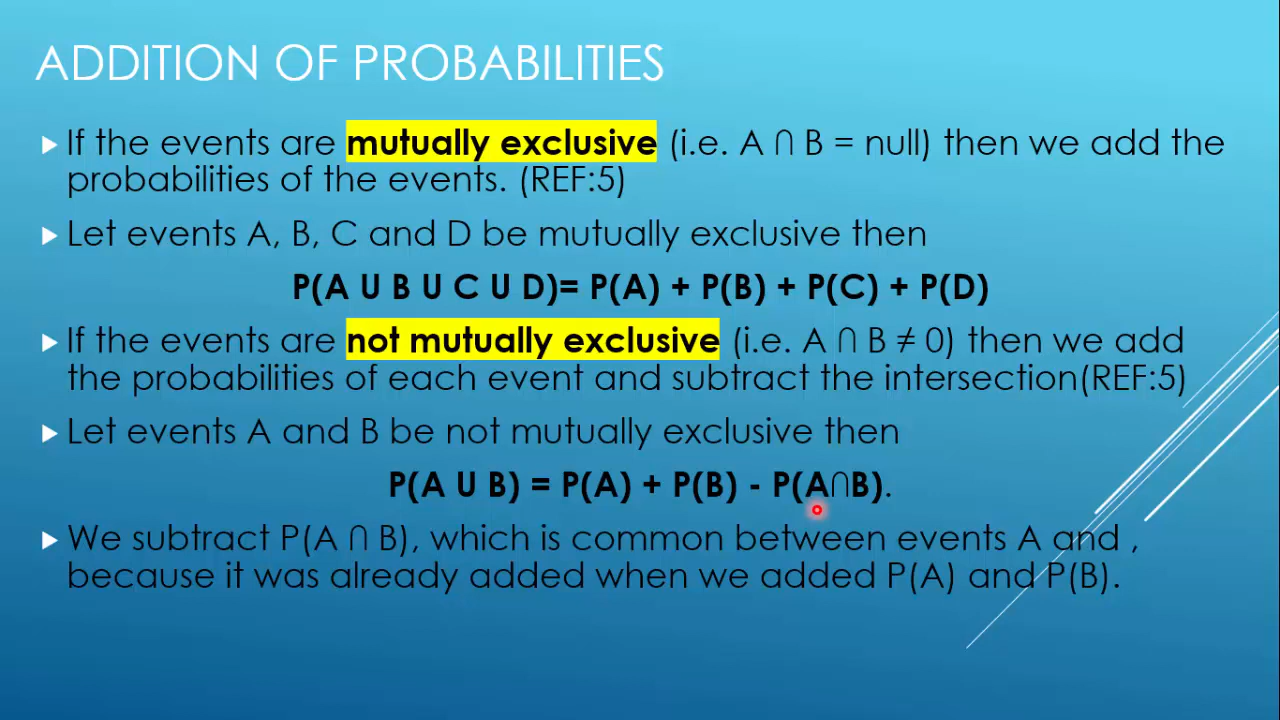 ADDITION OF PROBABILITIES
If the events are mutually exclusive (i.e. A ∩ B = null) then we add the
probabilities of the events. (REF:5)
Let events A, B, C and D be mutually exclusive then
P(A U B U C U D)= P(A) + P(B) + P(C) + P(D)
If the events are not mutually exclusive (i.e. A ∩ B ≠ 0) then we add
the probabilities of each event and subtract the intersection(REF:5)
Let events A and B be not mutually exclusive then
P(A U B) = P(A) + P(B) - P(A∩B).
We subtract P(A ∩ B), which is common between events A and ,
because it was already added when we added P(A) and P(B).